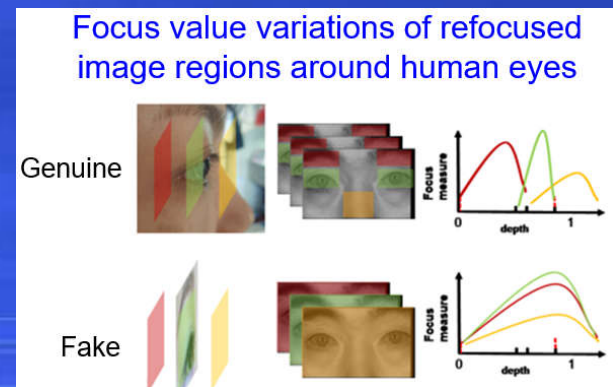 Focus value variations of refocused
image regions around human eyes
Genuine
Focus
measure
0
depth
1
Fake
Focus
measure
0
depth
1